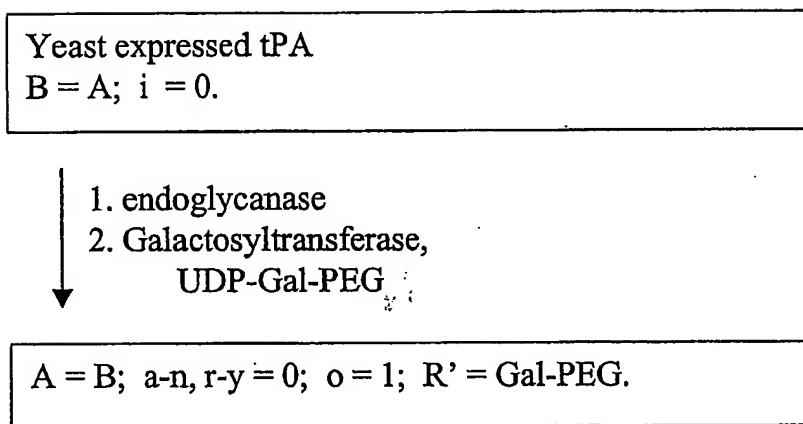 Yeast expressed tPA
B = A; i = 0.
1. endoglycanase
2. Galactosyltransferase,
UDP-Gal-PEG
A = B; a-n, r-y = 0; o = 1; R’ = Gal-PEG.